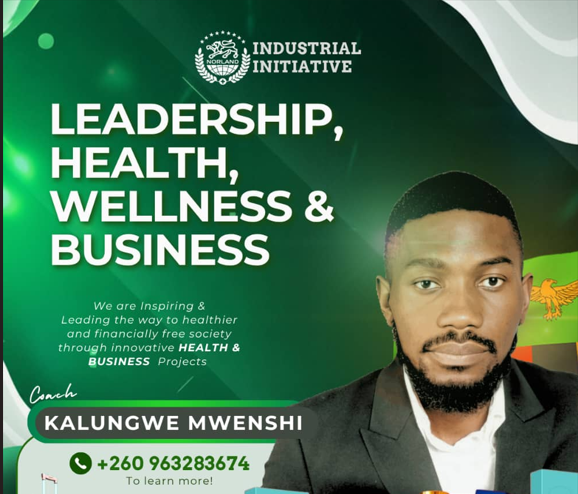 NORLAND
INDUSTRIAL
INITIATIVE
LEADERSHIP,
HEALTH,
WELLNESS &
BUSINESS
We are Inspiring &
Leading the way to healthier
and financially free society
through innovative HEALTH &
BUSINESS Projects
Coach
KALUNGWE MWENSHI
+260 963283674
To learn more!